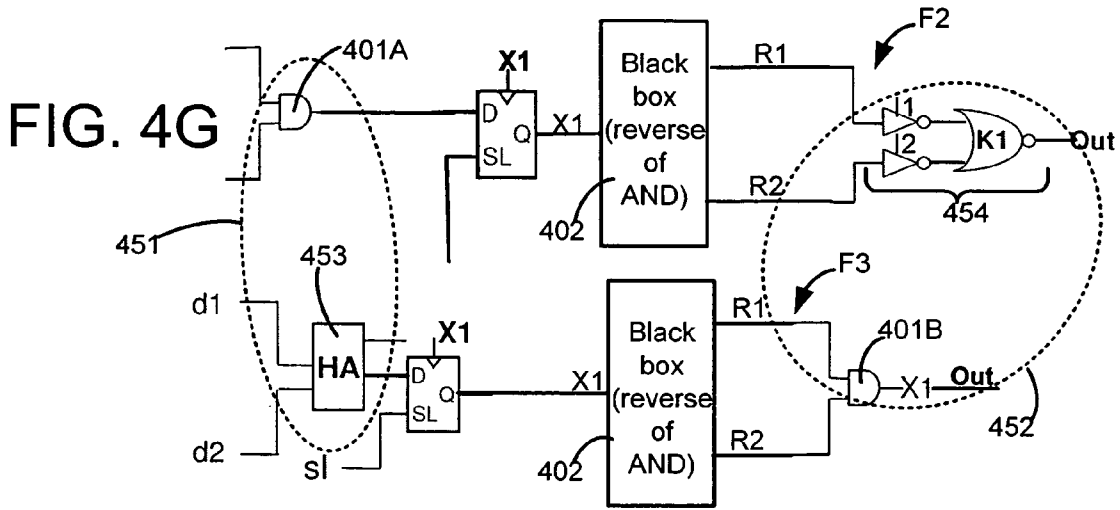 FIG. 4G
401A
X1
D
Q
SL
X1
Black
box
(reverse
of
AND)
402
R1
R2
F2
I1
I2
K1
Out
454
451
453
d1
d2
HA
sl
X1
D
Q
SL
X1
Black
box
(reverse
of
AND)
402
R1
R2
F3
401B
X1
Out
452